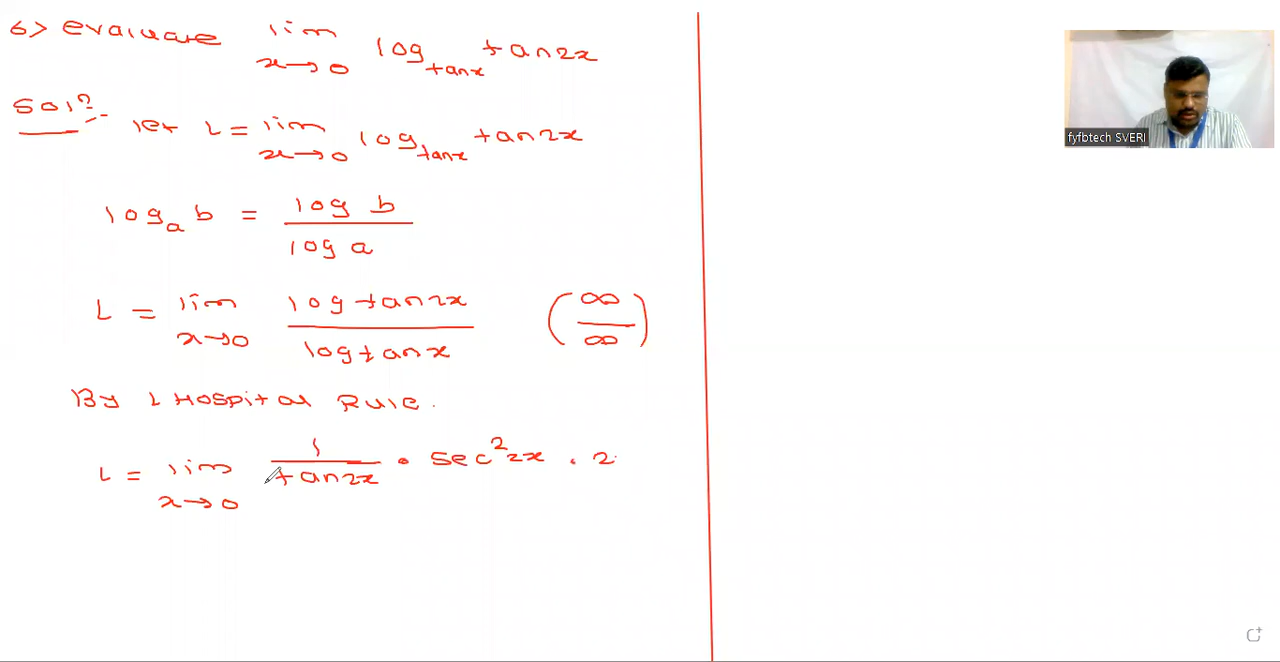 6> Evaluate lim x→0 log_tanx tan2x
Solⁿ:- let L = lim x→0 log_tanx tan2x
log_a b = log b / log a
L = lim x→0 log tan2x / log tanx (∞/∞)
By L Hospital Rule.
L = lim x→0 1/tan2x · sec²2x · 2
fyfbtech SVERI